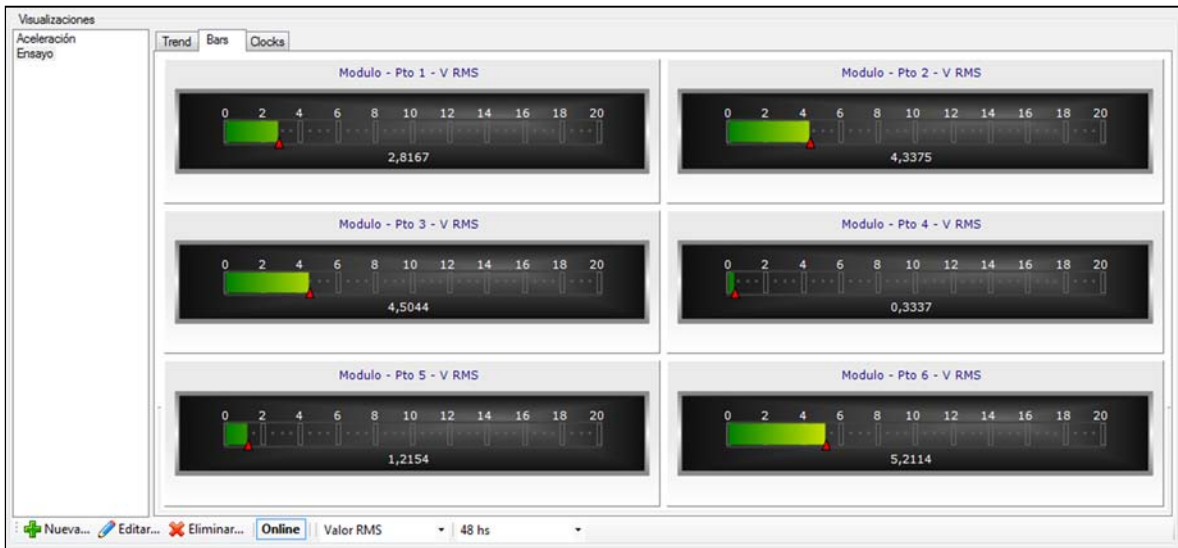 Visualizaciones
Aceleración
Ensayo
Trend Bars Clocks
Modulo - Pto 1 - V RMS
0 2 4 6 8 10 12 14 16 18 20
2,8167
Modulo - Pto 2 - V RMS
0 2 4 6 8 10 12 14 16 18 20
4,3375
Modulo - Pto 3 - V RMS
0 2 4 6 8 10 12 14 16 18 20
4,5044
Modulo - Pto 4 - V RMS
0 2 4 6 8 10 12 14 16 18 20
0,3337
Modulo - Pto 5 - V RMS
0 2 4 6 8 10 12 14 16 18 20
1,2154
Modulo - Pto 6 - V RMS
0 2 4 6 8 10 12 14 16 18 20
5,2114
Nueva... Editar... Eliminar... Online Valor RMS 48 hs